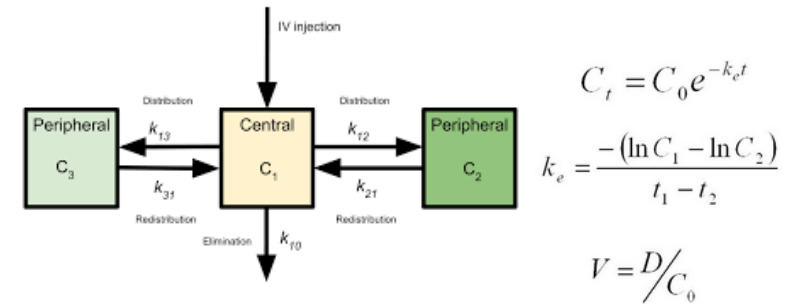 IV injection
Distribution
Distribution
Peripheral
C₃
k₁₃
k₃₁
Central
C₁
k₁₂
k₂₁
Peripheral
C₂
Redistribution
Redistribution
Elimination
k₁₀
Cₜ = C₀e^{-kₑt}
kₑ = -(ln C₁ - ln C₂) / t₁ - t₂
V = D/C₀